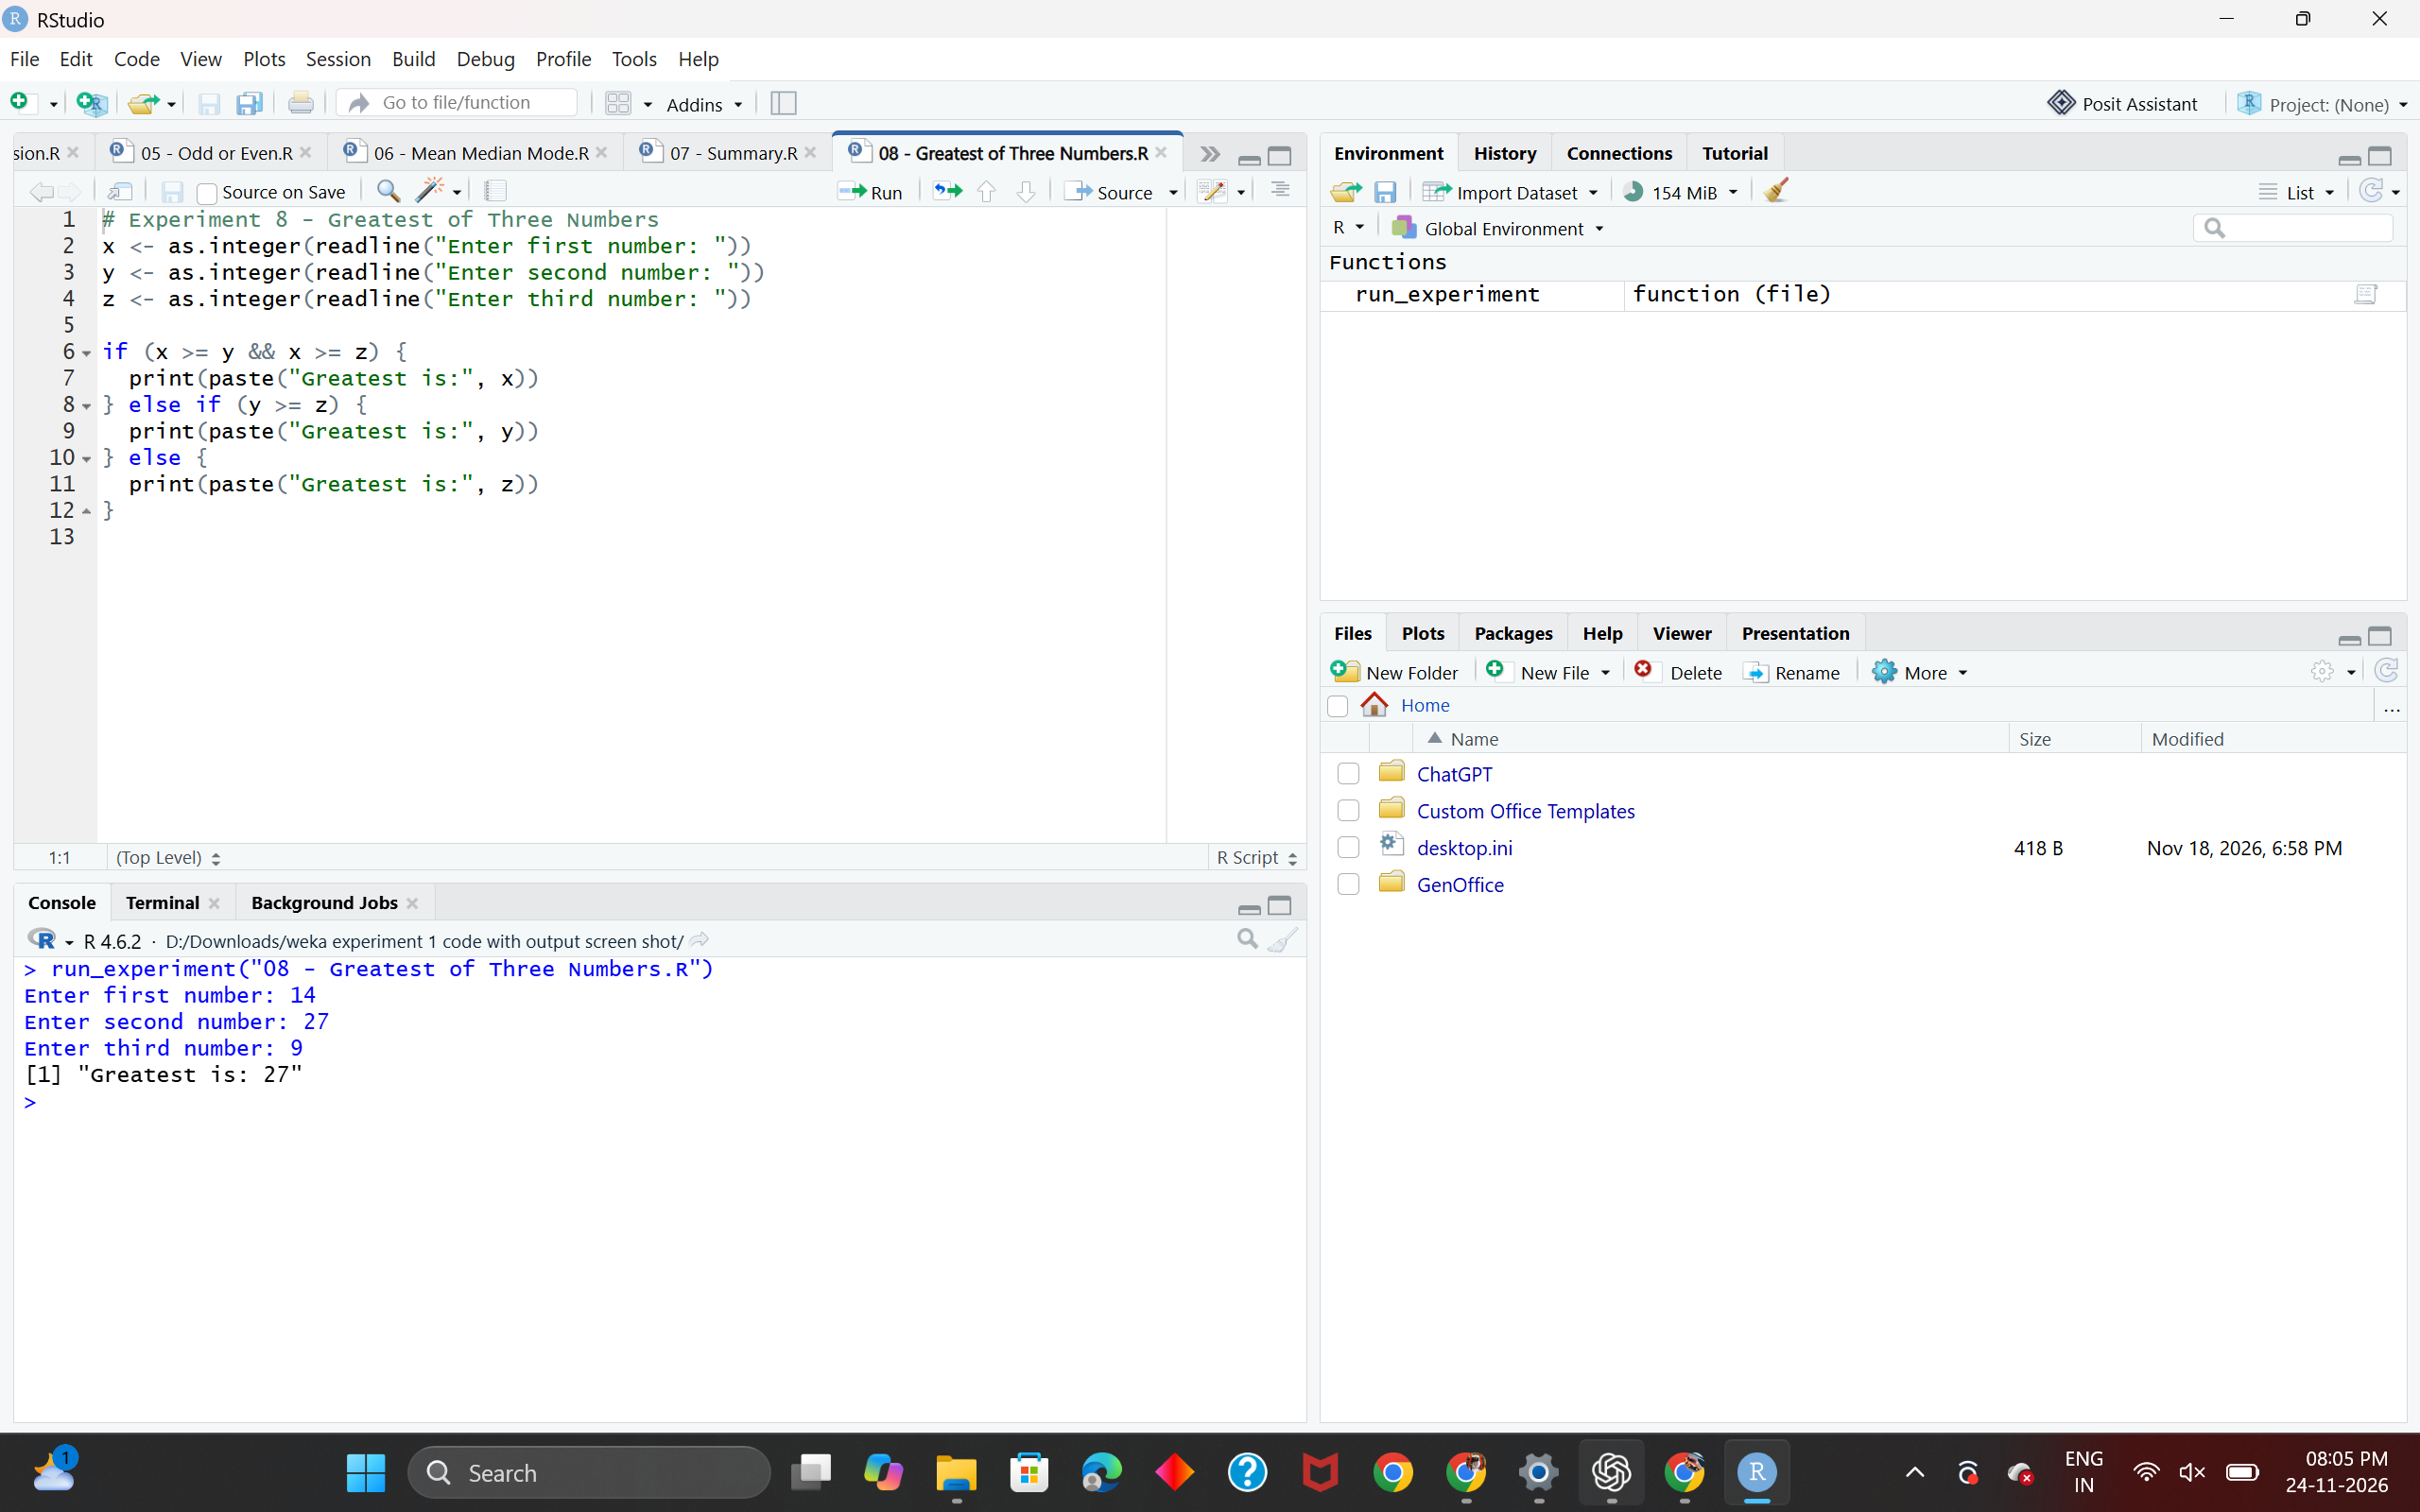 RStudio
File Edit Code View Plots Session Build Debug Profile Tools Help
Go to file/function Addins Posit Assistant Project: (None)
sion.R 05 - Odd or Even.R 06 - Mean Median Mode.R 07 - Summary.R 08 - Greatest of Three Numbers.R
Source on Save Run Source
1 # Experiment 8 - Greatest of Three Numbers
2 x <- as.integer(readline("Enter first number: "))
3 y <- as.integer(readline("Enter second number: "))
4 z <- as.integer(readline("Enter third number: "))
5
6 if (x >= y && x >= z) {
7   print(paste("Greatest is:", x))
8 } else if (y >= z) {
9   print(paste("Greatest is:", y))
10 } else {
11   print(paste("Greatest is:", z))
12 }
13
1:1 (Top Level) R Script
Console Terminal Background Jobs
R 4.6.2 · D:/Downloads/weka experiment 1 code with output screen shot/
> run_experiment("08 - Greatest of Three Numbers.R")
Enter first number: 14
Enter second number: 27
Enter third number: 9
[1] "Greatest is: 27"
>
Environment History Connections Tutorial
Import Dataset 154 MiB List
R Global Environment
Functions
run_experiment function (file)
Files Plots Packages Help Viewer Presentation
New Folder New File Delete Rename More
Home ...
Name Size Modified
ChatGPT
Custom Office Templates
desktop.ini 418 B Nov 18, 2026, 6:58 PM
GenOffice
1 Search ENG 08:05 PM
IN 24-11-2026